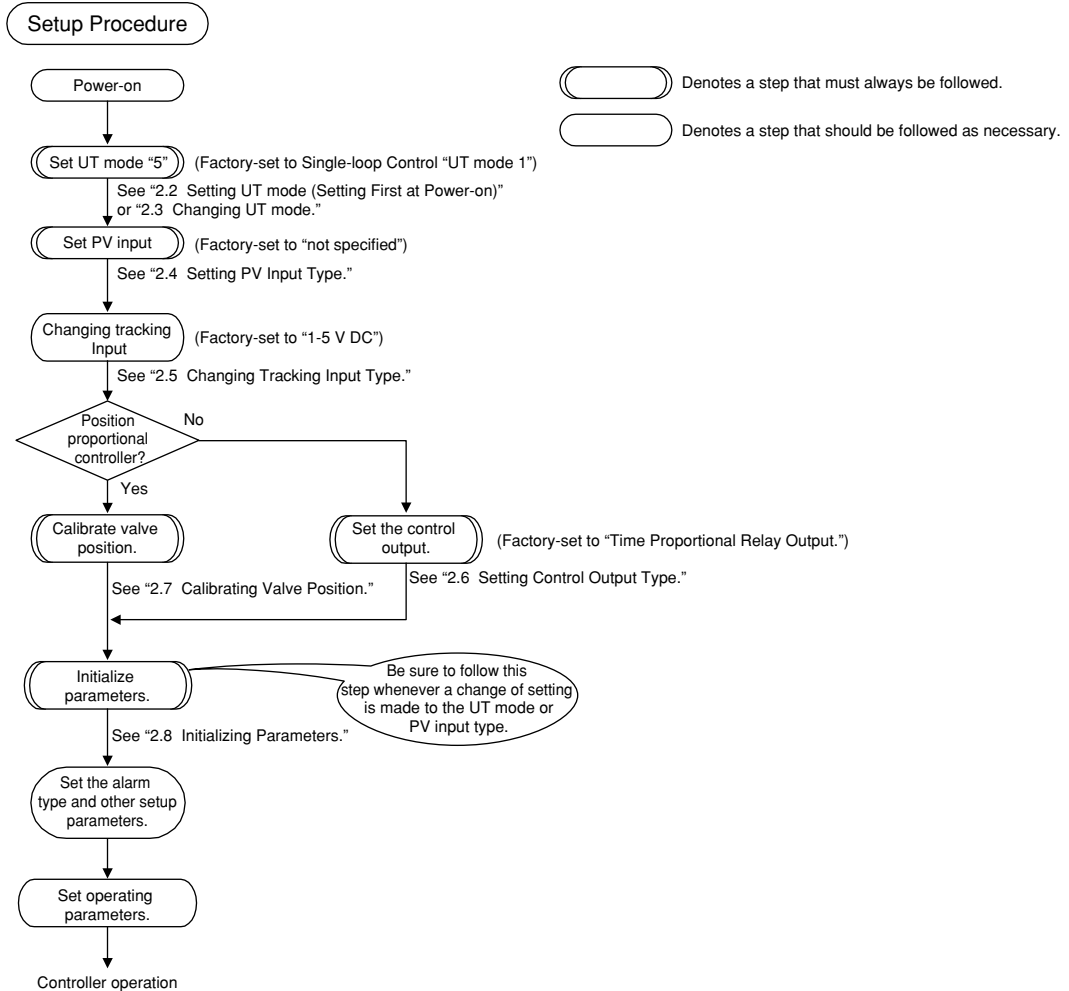 Setup Procedure
Power-on
Denotes a step that must always be followed.
Denotes a step that should be followed as necessary.
Set UT mode “5”
(Factory-set to Single-loop Control “UT mode 1”)
See “2.2 Setting UT mode (Setting First at Power-on)”
or “2.3 Changing UT mode.”
Set PV input
(Factory-set to “not specified”)
See “2.4 Setting PV Input Type.”
Changing tracking
Input
(Factory-set to “1-5 V DC”)
See “2.5 Changing Tracking Input Type.”
Position
proportional
controller?
No
Yes
Calibrate valve
position.
Set the control
output.
(Factory-set to “Time Proportional Relay Output.”)
See “2.7 Calibrating Valve Position.”
See “2.6 Setting Control Output Type.”
Initialize
parameters.
Be sure to follow this
step whenever a change of setting
is made to the UT mode or
PV input type.
See “2.8 Initializing Parameters.”
Set the alarm
type and other setup
parameters.
Set operating
parameters.
Controller operation